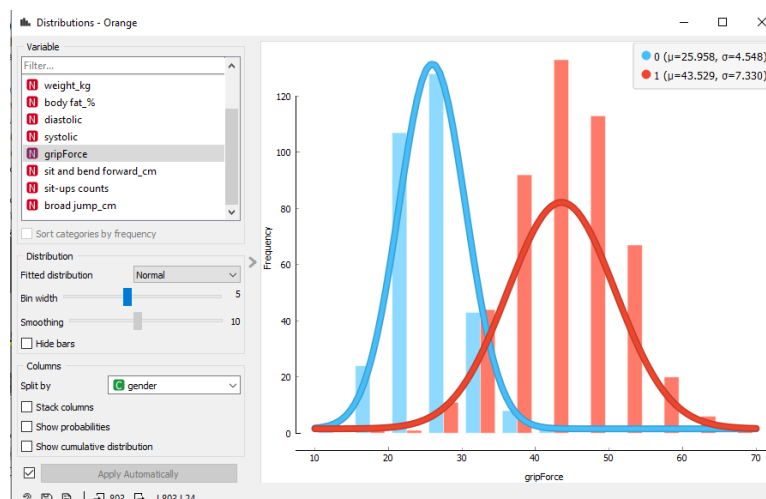 Distributions - Orange
Variable
Filter...
N weight_kg
N body fat_%
N diastolic
N systolic
N gripForce
N sit and bend forward_cm
N sit-ups counts
N broad jump_cm
Sort categories by frequency
Distribution
Fitted distribution Normal
Bin width 5
Smoothing 10
Hide bars
Columns
Split by C gender
Stack columns
Show probabilities
Show cumulative distribution
Apply Automatically
0 (μ=25.958, σ=4.548)
1 (μ=43.529, σ=7.330)
Frequency
120
100
80
60
40
20
0
10 20 30 40 50 60 70
gripForce